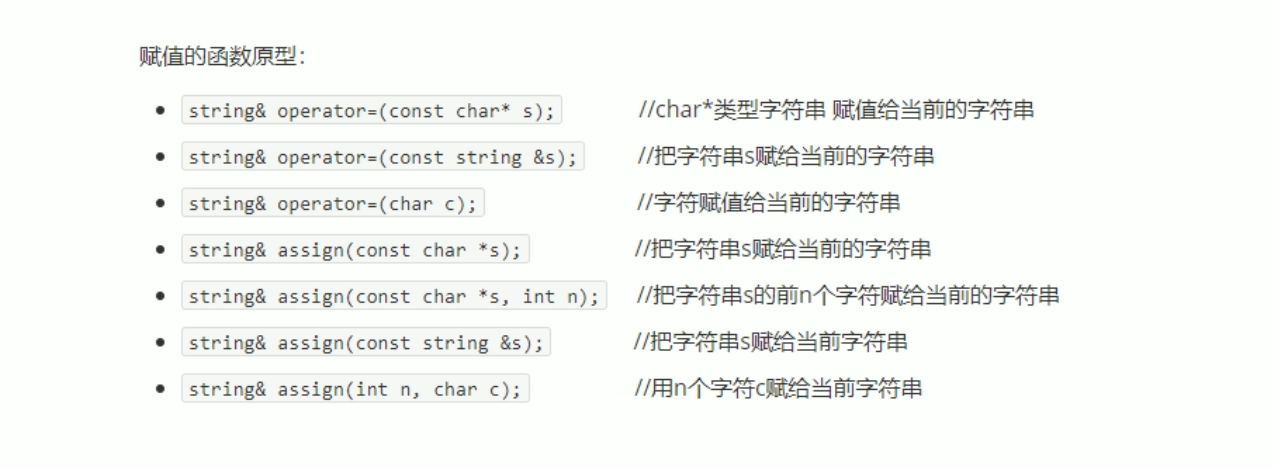 赋值的函数原型：
string& operator=(const char* s); //char*类型字符串 赋值给当前的字符串
string& operator=(const string &s); //把字符串s赋给当前的字符串
string& operator=(char c); //字符赋值给当前的字符串
string& assign(const char *s); //把字符串s赋给当前的字符串
string& assign(const char *s, int n); //把字符串s的前n个字符赋给当前的字符串
string& assign(const string &s); //把字符串s赋给当前字符串
string& assign(int n, char c); //用n个字符c赋给当前字符串